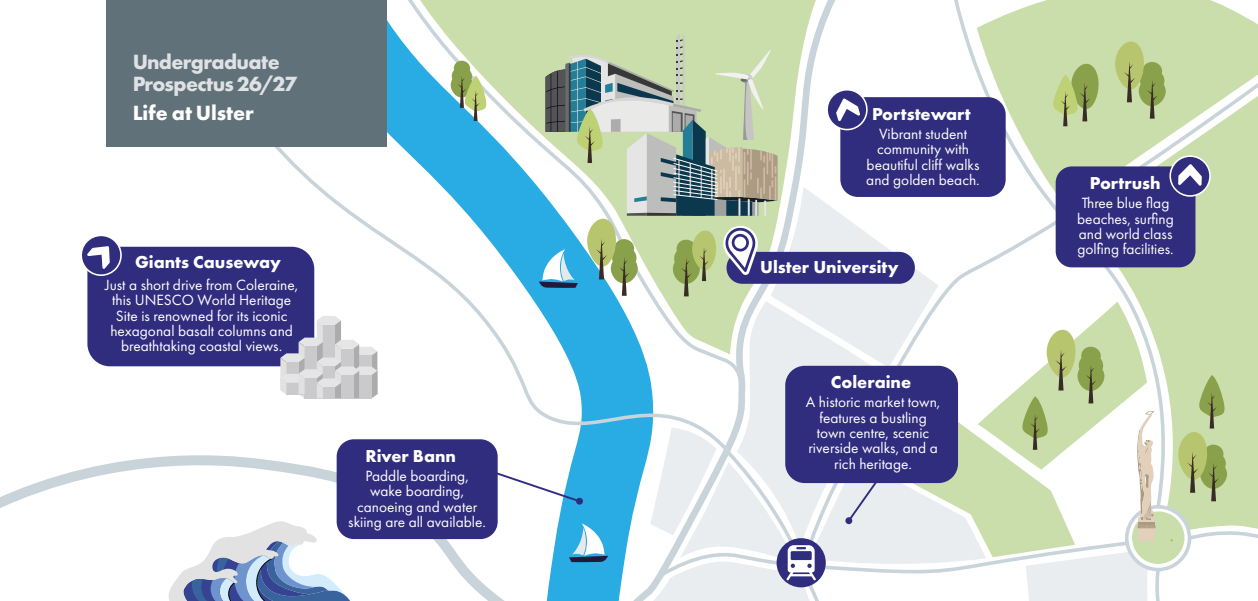 Undergraduate
Prospectus 26/27
Life at Ulster
Portstewart
Vibrant student
community with
beautiful cliff walks
and golden beach.
Portrush
Three blue flag
beaches, surfing
and world class
golfing facilities.
Giants Causeway
Just a short drive from Coleraine,
this UNESCO World Heritage
Site is renowned for its iconic
hexagonal basalt columns and
breathtaking coastal views.
Ulster University
Coleraine
A historic market town,
features a bustling
town centre, scenic
riverside walks, and a
rich heritage.
River Bann
Paddle boarding,
wake boarding,
canoeing and water
skiing are all available.